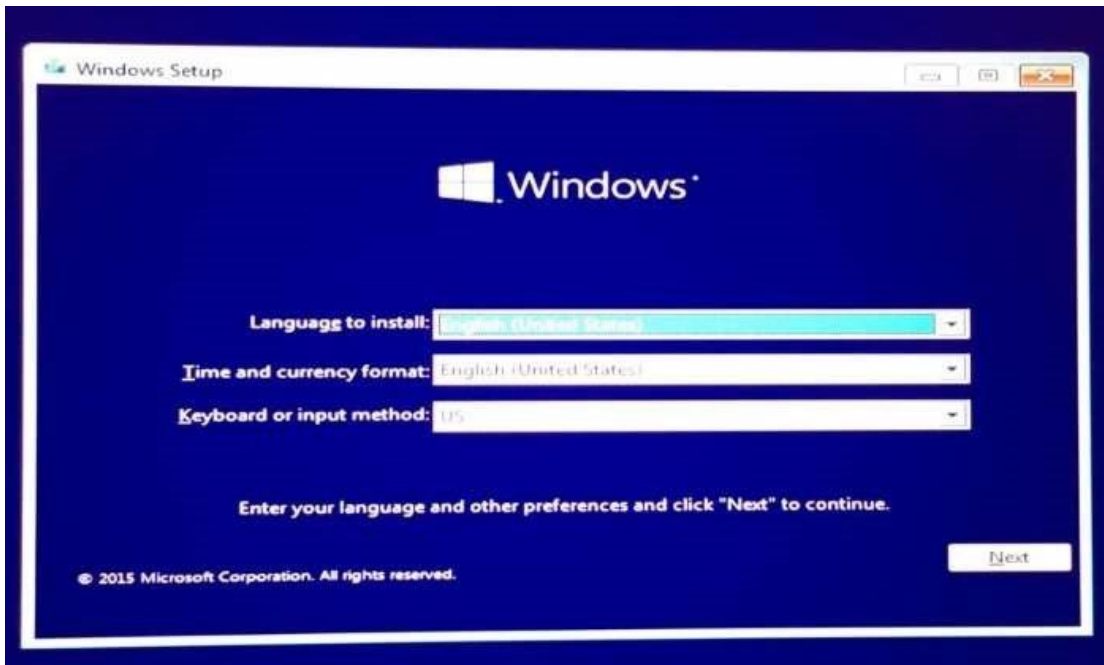 Windows Setup
Windows
Language to install: English (United States)
Time and currency format: English (United States)
Keyboard or input method: US
Enter your language and other preferences and click "Next" to continue.
Next
© 2015 Microsoft Corporation. All rights reserved.